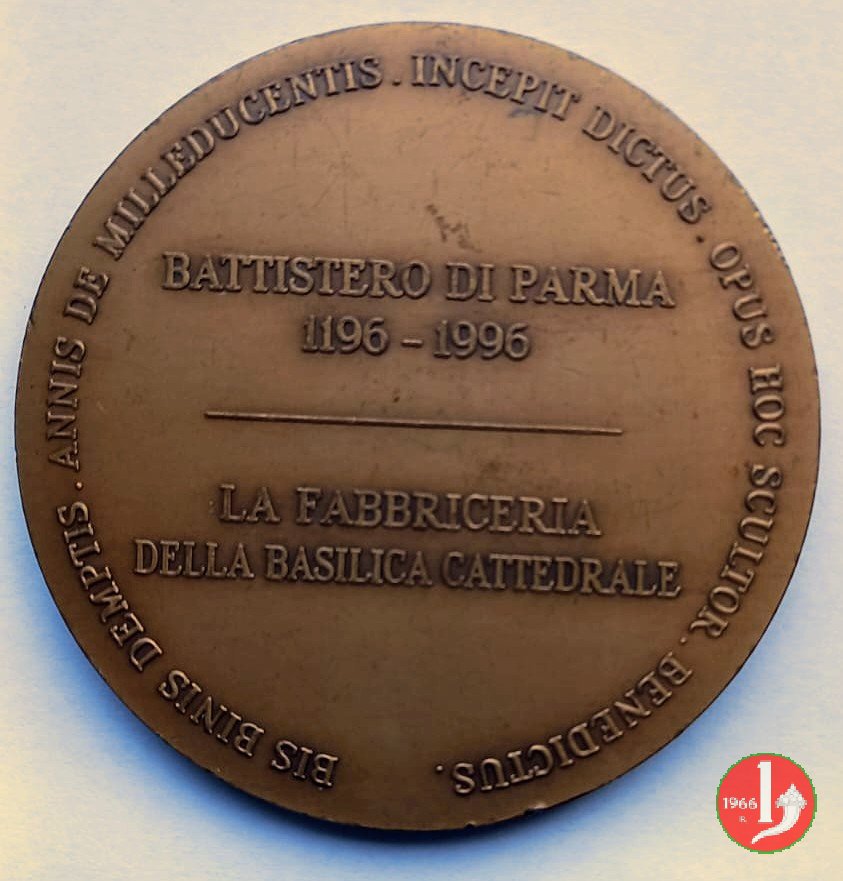 BIS BINIS DEMPTIS . ANNIS DE MILLEDUCENTIS . INCEPIT DICTUS . OPUS HOC SCULTOR . BENEDICTUS .
BATTISTERO DI PARMA
1196 - 1996
LA FABBRICERIA
DELLA BASILICA CATTEDRALE
1966